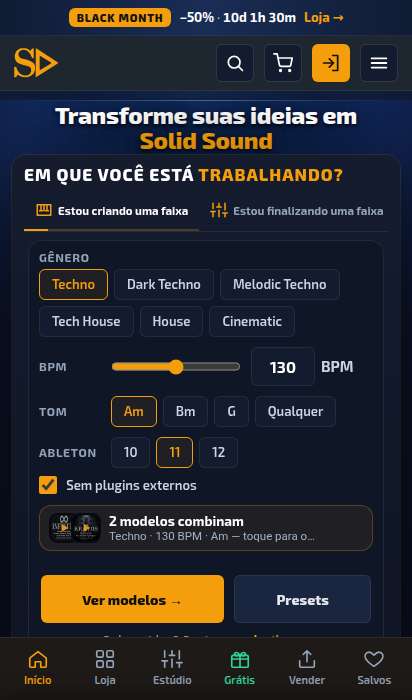 BLACK MONTH −50% · 10d 1h 30m Loja →
SD
Transforme suas ideias em
Solid Sound
EM QUE VOCÊ ESTÁ TRABALHANDO?
Estou criando uma faixa Estou finalizando uma faixa
GÊNERO
Techno Dark Techno Melodic Techno
Tech House House Cinematic
BPM 130 BPM
TOM Am Bm G Qualquer
ABLETON 10 11 12
Sem plugins externos
2 modelos combinam
Techno · 130 BPM · Am — toque para o...
Ver modelos → Presets
Início Loja Estúdio Grátis Vender Salvos